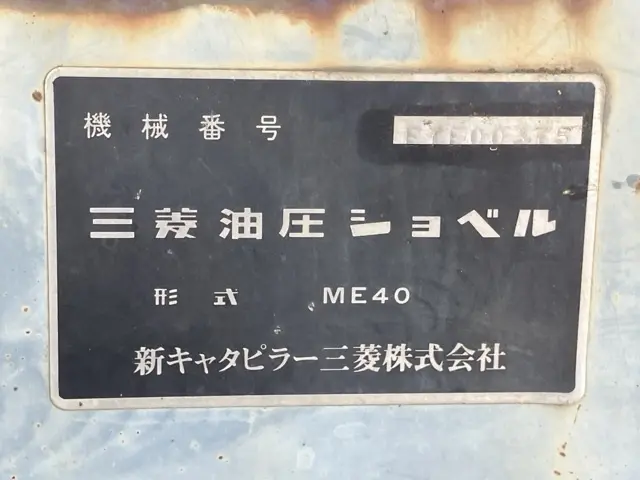 機械番号
三菱油圧ショベル
形式 ME40
新キャタピラー三菱株式会社